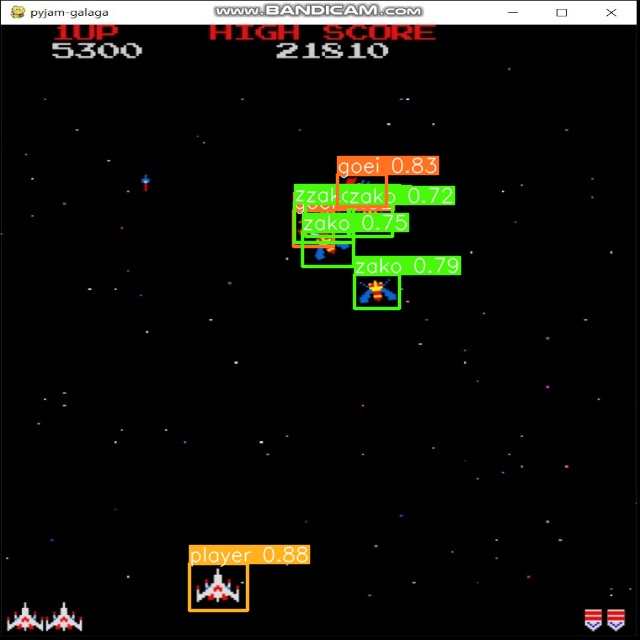 pyjam-galaga
www.BANDICAM.com
1UP HIGH SCORE
5300 21810
goei 0.83
zako 0.72
zako 0.75
zako 0.79
player 0.88